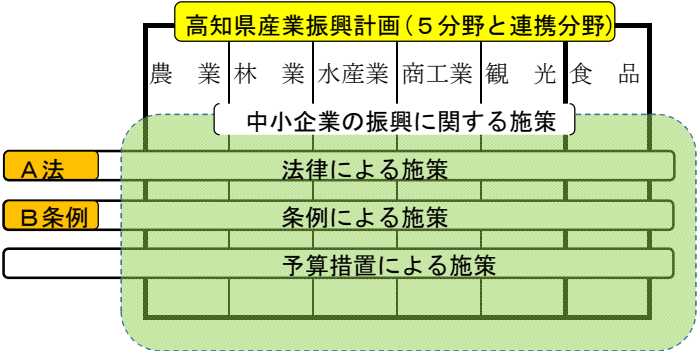 高知県産業振興計画(５分野と連携分野)
農　業 林　業 水産業 商工業 観　光 食　品
中小企業の振興に関する施策
Ａ法 法律による施策
Ｂ条例 条例による施策
予算措置による施策